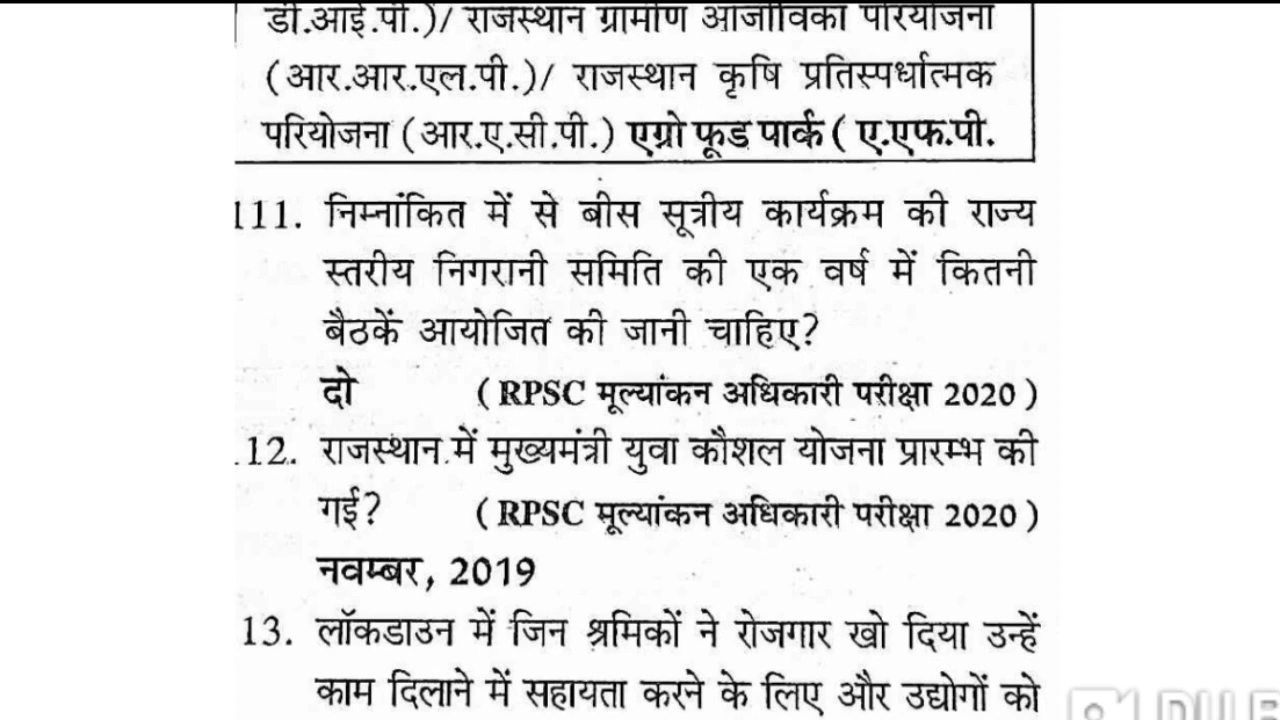 डी.आई.पी.)/ राजस्थान ग्रामीण आजीविका परियोजना
(आर.आर.एल.पी.)/ राजस्थान कृषि प्रतिस्पर्धात्मक
परियोजना (आर.ए.सी.पी.) एग्रो फूड पार्क ( ए.एफ.पी.
111. निम्नांकित में से बीस सूत्रीय कार्यक्रम की राज्य
स्तरीय निगरानी समिति की एक वर्ष में कितनी
बैठकें आयोजित की जानी चाहिए?
दो (RPSC मूल्यांकन अधिकारी परीक्षा 2020)
12. राजस्थान में मुख्यमंत्री युवा कौशल योजना प्रारम्भ की
गई? (RPSC मूल्यांकन अधिकारी परीक्षा 2020)
नवम्बर, 2019
13. लॉकडाउन में जिन श्रमिकों ने रोजगार खो दिया उन्हें
काम दिलाने में सहायता करने के लिए और उद्योगों को